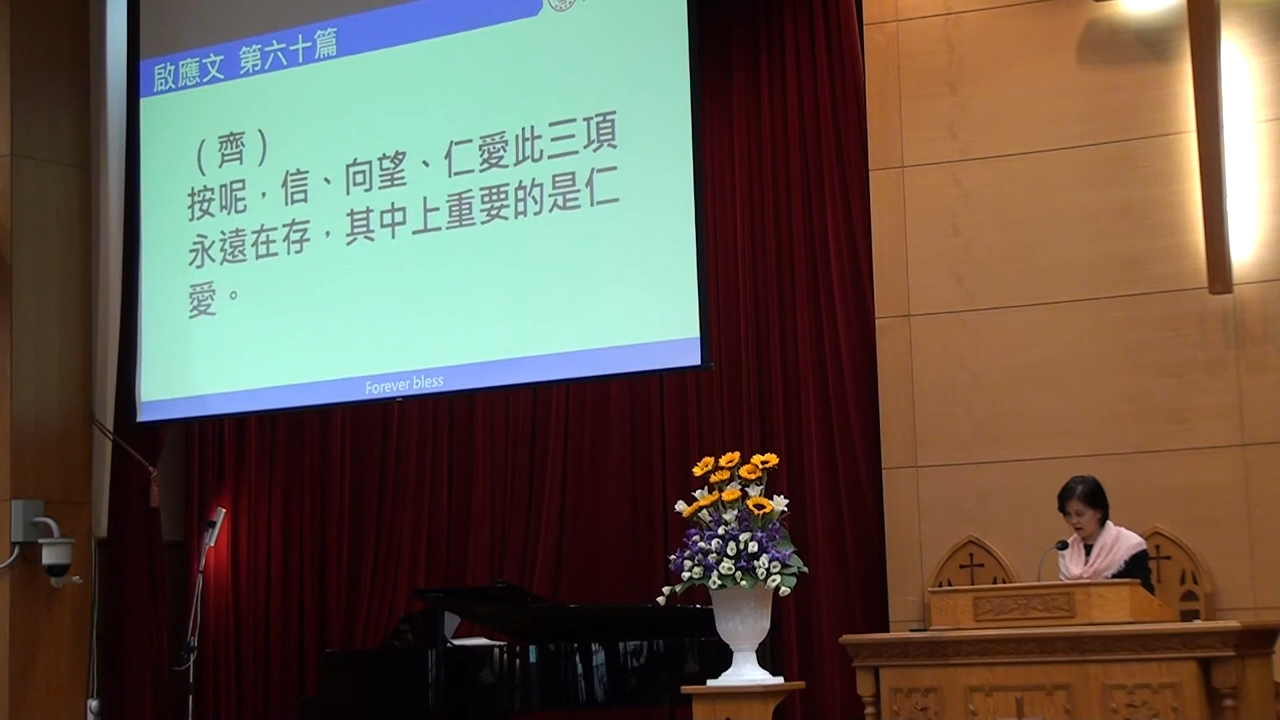 啟應文 第六十篇
（齊）
按呢，信、向望、仁愛此三項
永遠在存，其中上重要的是仁
愛。
Forever bless